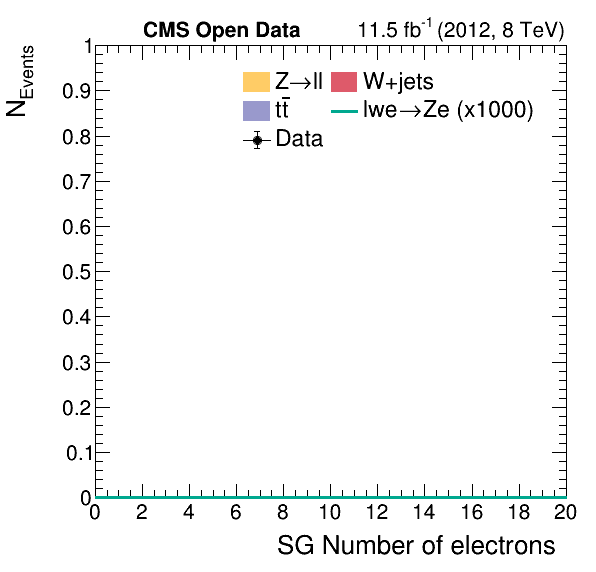 CMS Open Data 11.5 fb⁻¹ (2012, 8 TeV)
N_Events
1
0.9
0.8
0.7
0.6
0.5
0.4
0.3
0.2
0.1
0
Z→ll W+jets
tt̄ lwe→Ze (x1000)
Data
0 2 4 6 8 10 12 14 16 18 20
SG Number of electrons